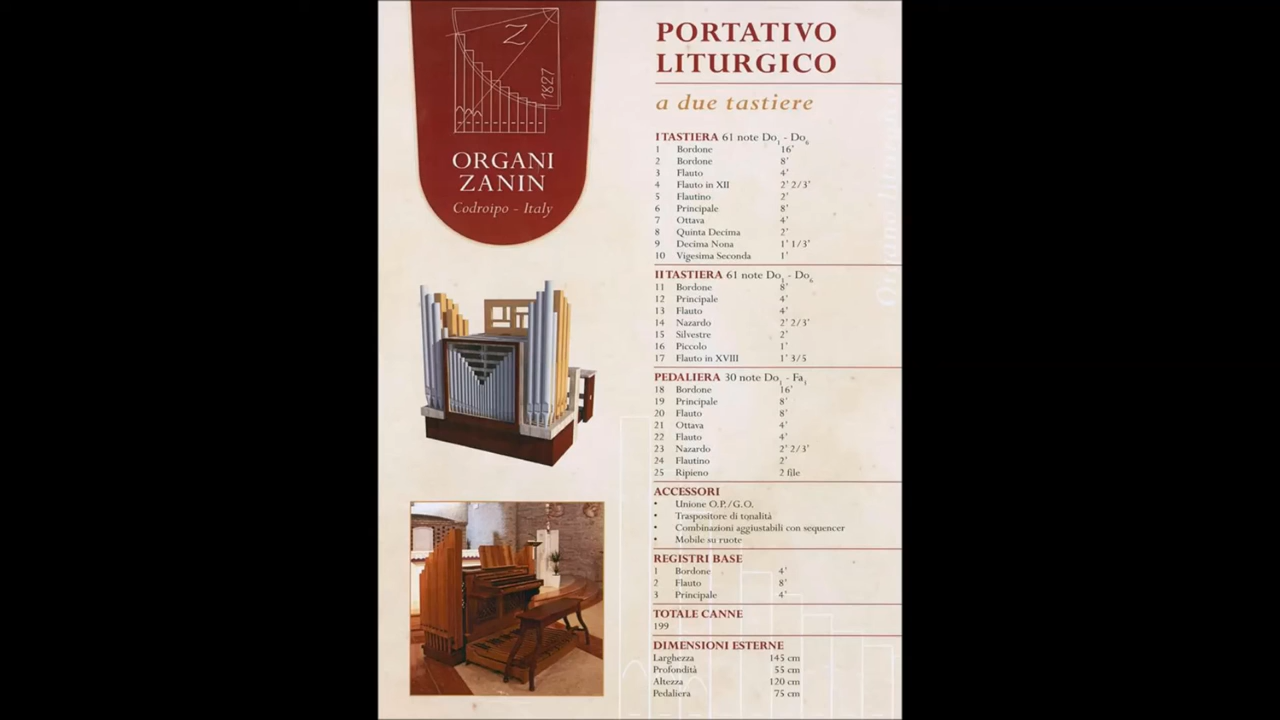 Z
1827
ORGANI
ZANIN
Codroipo - Italy
PORTATIVO
LITURGICO
a due tastiere
I TASTIERA 61 note Do1 - Do6
1 Bordone 16'
2 Bordone 8'
3 Flauto 4'
4 Flauto in XII 2' 2/3'
5 Flautino 2'
6 Principale 8'
7 Ottava 4'
8 Quinta Decima 2'
9 Decima Nona 1' 1/3'
10 Vigesima Seconda 1'
II TASTIERA 61 note Do1 - Do6
11 Bordone 8'
12 Principale 4'
13 Flauto 4'
14 Nazardo 2' 2/3'
15 Silvestre 2'
16 Piccolo 1'
17 Flauto in XVIII 1' 3/5
PEDALIERA 30 note Do1 - Fa1
18 Bordone 16'
19 Principale 8'
20 Flauto 8'
21 Ottava 4'
22 Flauto 4'
23 Nazardo 2' 2/3'
24 Flautino 2'
25 Ripieno 2 file
ACCESSORI
• Unione O.P./G.O.
• Traspositore di tonalità
• Combinazioni aggiustabili con sequencer
• Mobile su ruote
REGISTRI BASE
1 Bordone 4'
2 Flauto 8'
3 Principale 4'
TOTALE CANNE
199
DIMENSIONI ESTERNE
Larghezza 145 cm
Profondità 55 cm
Altezza 120 cm
Pedaliera 75 cm